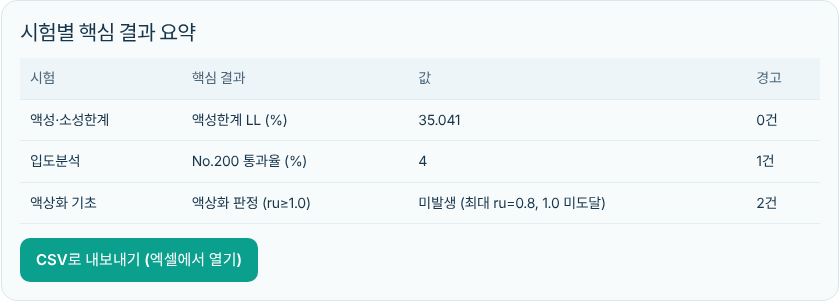 시험별 핵심 결과 요약
시험 핵심 결과 값 경고
액성·소성한계 액성한계 LL (%) 35.041 0건
입도분석 No.200 통과율 (%) 4 1건
액상화 기초 액상화 판정 (ru≥1.0) 미발생 (최대 ru=0.8, 1.0 미도달) 2건
CSV로 내보내기 (엑셀에서 열기)